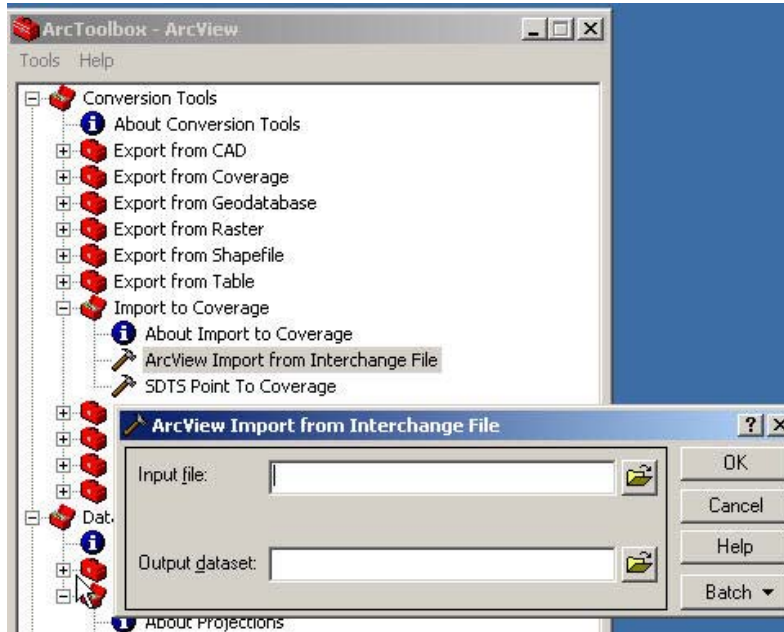 ArcToolbox - ArcView
Tools Help
Conversion Tools
About Conversion Tools
Export from CAD
Export from Coverage
Export from Geodatabase
Export from Raster
Export from Shapefile
Export from Table
Import to Coverage
About Import to Coverage
ArcView Import from Interchange File
SDTS Point To Coverage
ArcView Import from Interchange File
Input file:
OK
Cancel
Help
Output dataset:
Batch
About Projections